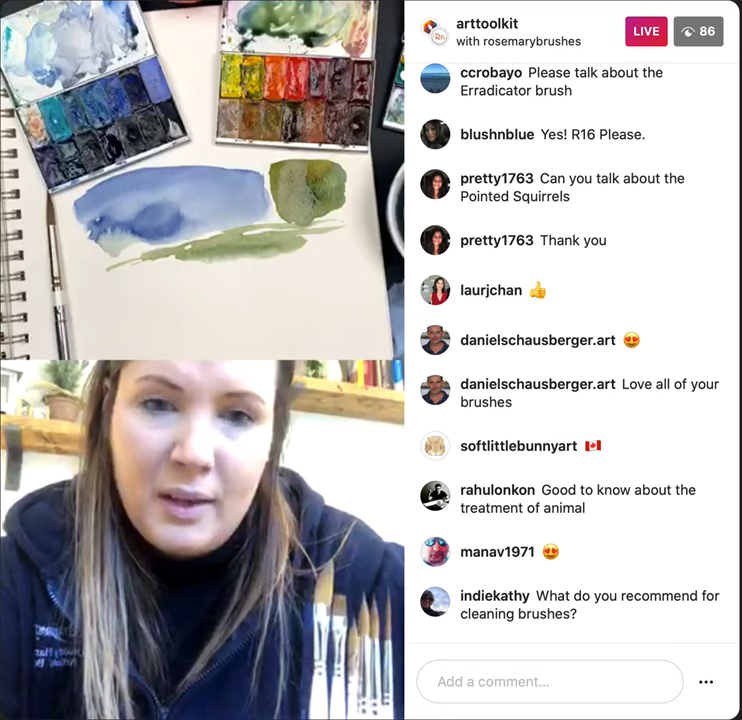 arttoolkit
with rosemarybrushes
LIVE
86
ccrobayo Please talk about the
Erradicator brush
blushnblue Yes! R16 Please.
pretty1763 Can you talk about the
Pointed Squirrels
pretty1763 Thank you
laurjchan 👍
danielschausberger.art 😍
danielschausberger.art Love all of your
brushes
softlittlebunnyart 🇨🇦
rahulonkon Good to know about the
treatment of animal
manav1971 😍
indiekathy What do you recommend for
cleaning brushes?
Add a comment...